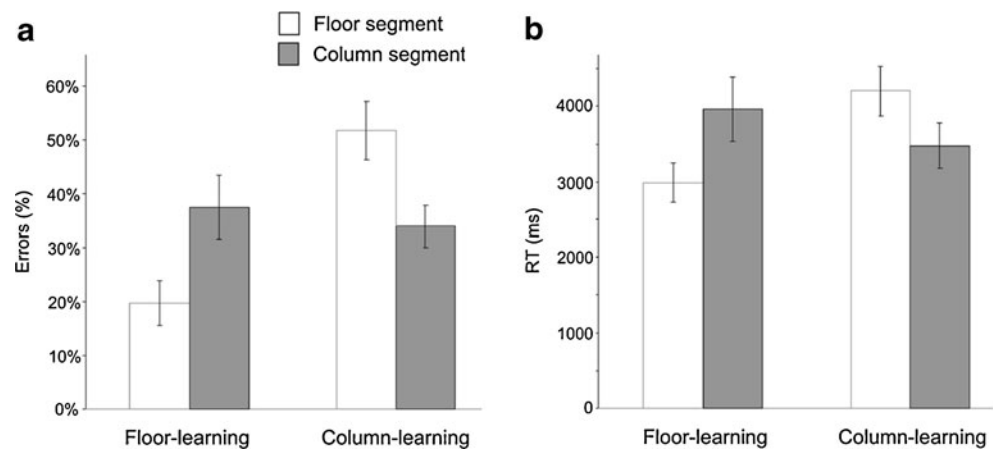 a
Floor segment
Column segment
Errors (%)
60%
50%
40%
30%
20%
10%
0%
Floor-learning
Column-learning
b
RT (ms)
4000
3000
2000
1000
0
Floor-learning
Column-learning